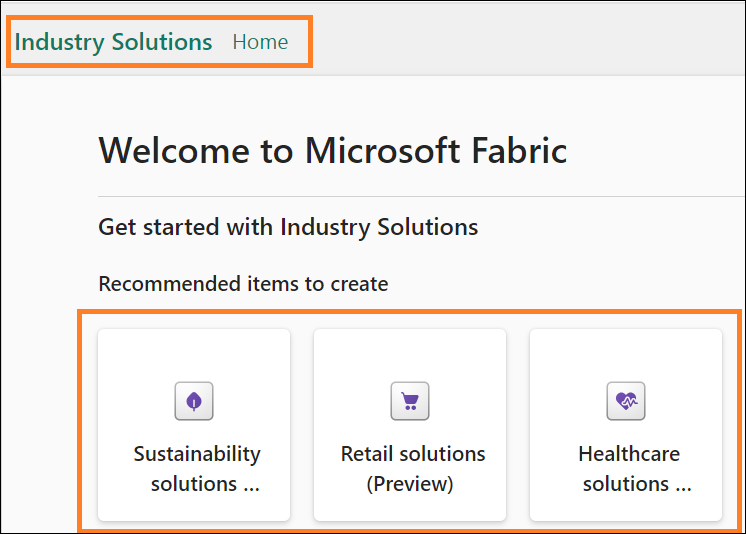 Industry Solutions Home
Welcome to Microsoft Fabric
Get started with Industry Solutions
Recommended items to create
Sustainability
solutions ...
Retail solutions
(Preview)
Healthcare
solutions ...